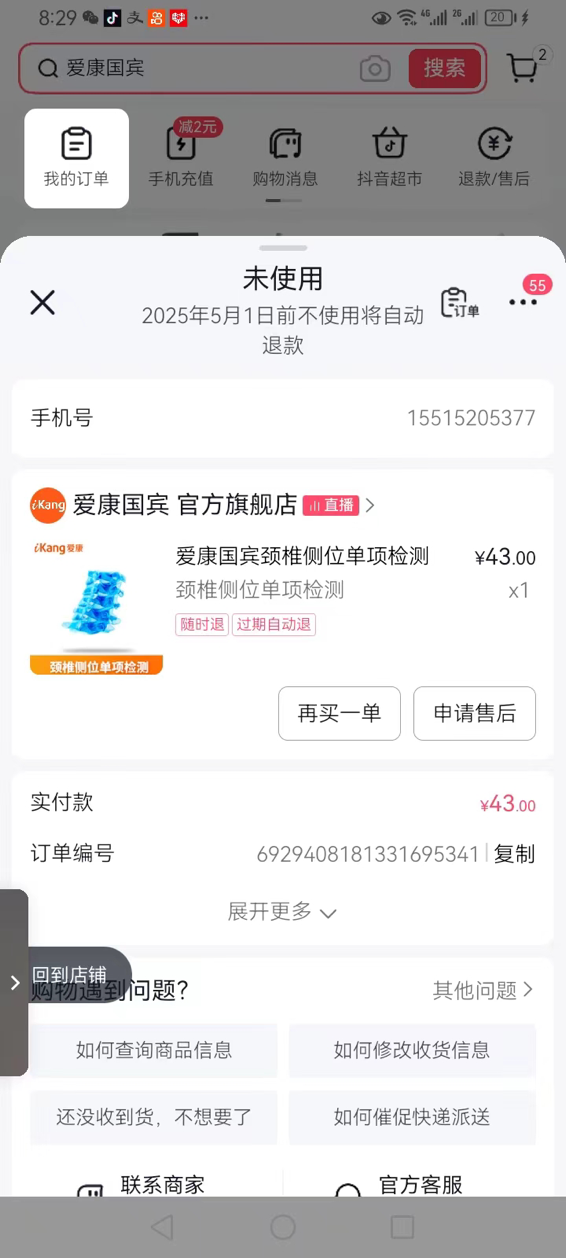 8:29 支 ···
4G 2G 20
爱康国宾 搜索 2
减2元
我的订单 手机充值 购物消息 抖音超市 退款/售后
未使用
订单
55
2025年5月1日前不使用将自动
退款
手机号 15515205377
iKang 爱康国宾 官方旗舰店 直播
iKang 爱康
颈椎侧位单项检测
爱康国宾颈椎侧位单项检测 ¥43.00
颈椎侧位单项检测 x1
随时退 过期自动退
再买一单 申请售后
实付款 ¥43.00
订单编号 6929408181331695341 复制
展开更多
回到店铺
购物遇到问题? 其他问题
如何查询商品信息 如何修改收货信息
还没收到货，不想要了 如何催促快递派送
联系商家 官方客服